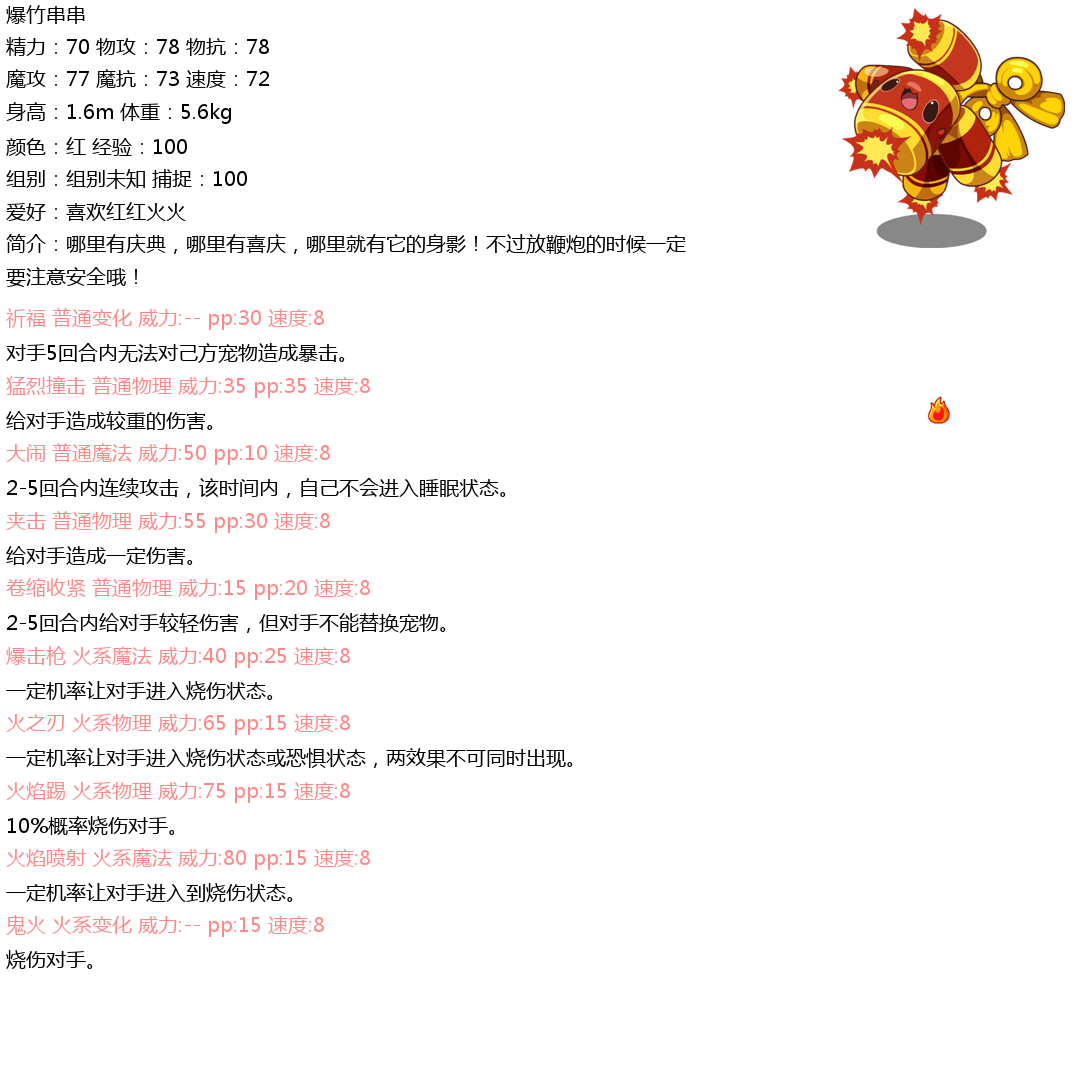 爆竹串串
精力：70 物攻：78 物抗：78
魔攻：77 魔抗：73 速度：72
身高：1.6m 体重：5.6kg
颜色：红 经验：100
组别：组别未知 捕捉：100
爱好：喜欢红红火火
简介：哪里有庆典，哪里有喜庆，哪里就有它的身影！不过放鞭炮的时候一定
要注意安全哦！
祈福 普通变化 威力:-- pp:30 速度:8
对手5回合内无法对己方宠物造成暴击。
猛烈撞击 普通物理 威力:35 pp:35 速度:8
给对手造成较重的伤害。
大闹 普通魔法 威力:50 pp:10 速度:8
2-5回合内连续攻击，该时间内，自己不会进入睡眠状态。
夹击 普通物理 威力:55 pp:30 速度:8
给对手造成一定伤害。
卷缩收紧 普通物理 威力:15 pp:20 速度:8
2-5回合内给对手较轻伤害，但对手不能替换宠物。
爆击枪 火系魔法 威力:40 pp:25 速度:8
一定机率让对手进入烧伤状态。
火之刃 火系物理 威力:65 pp:15 速度:8
一定机率让对手进入烧伤状态或恐惧状态，两效果不可同时出现。
火焰踢 火系物理 威力:75 pp:15 速度:8
10%概率烧伤对手。
火焰喷射 火系魔法 威力:80 pp:15 速度:8
一定机率让对手进入到烧伤状态。
鬼火 火系变化 威力:-- pp:15 速度:8
烧伤对手。